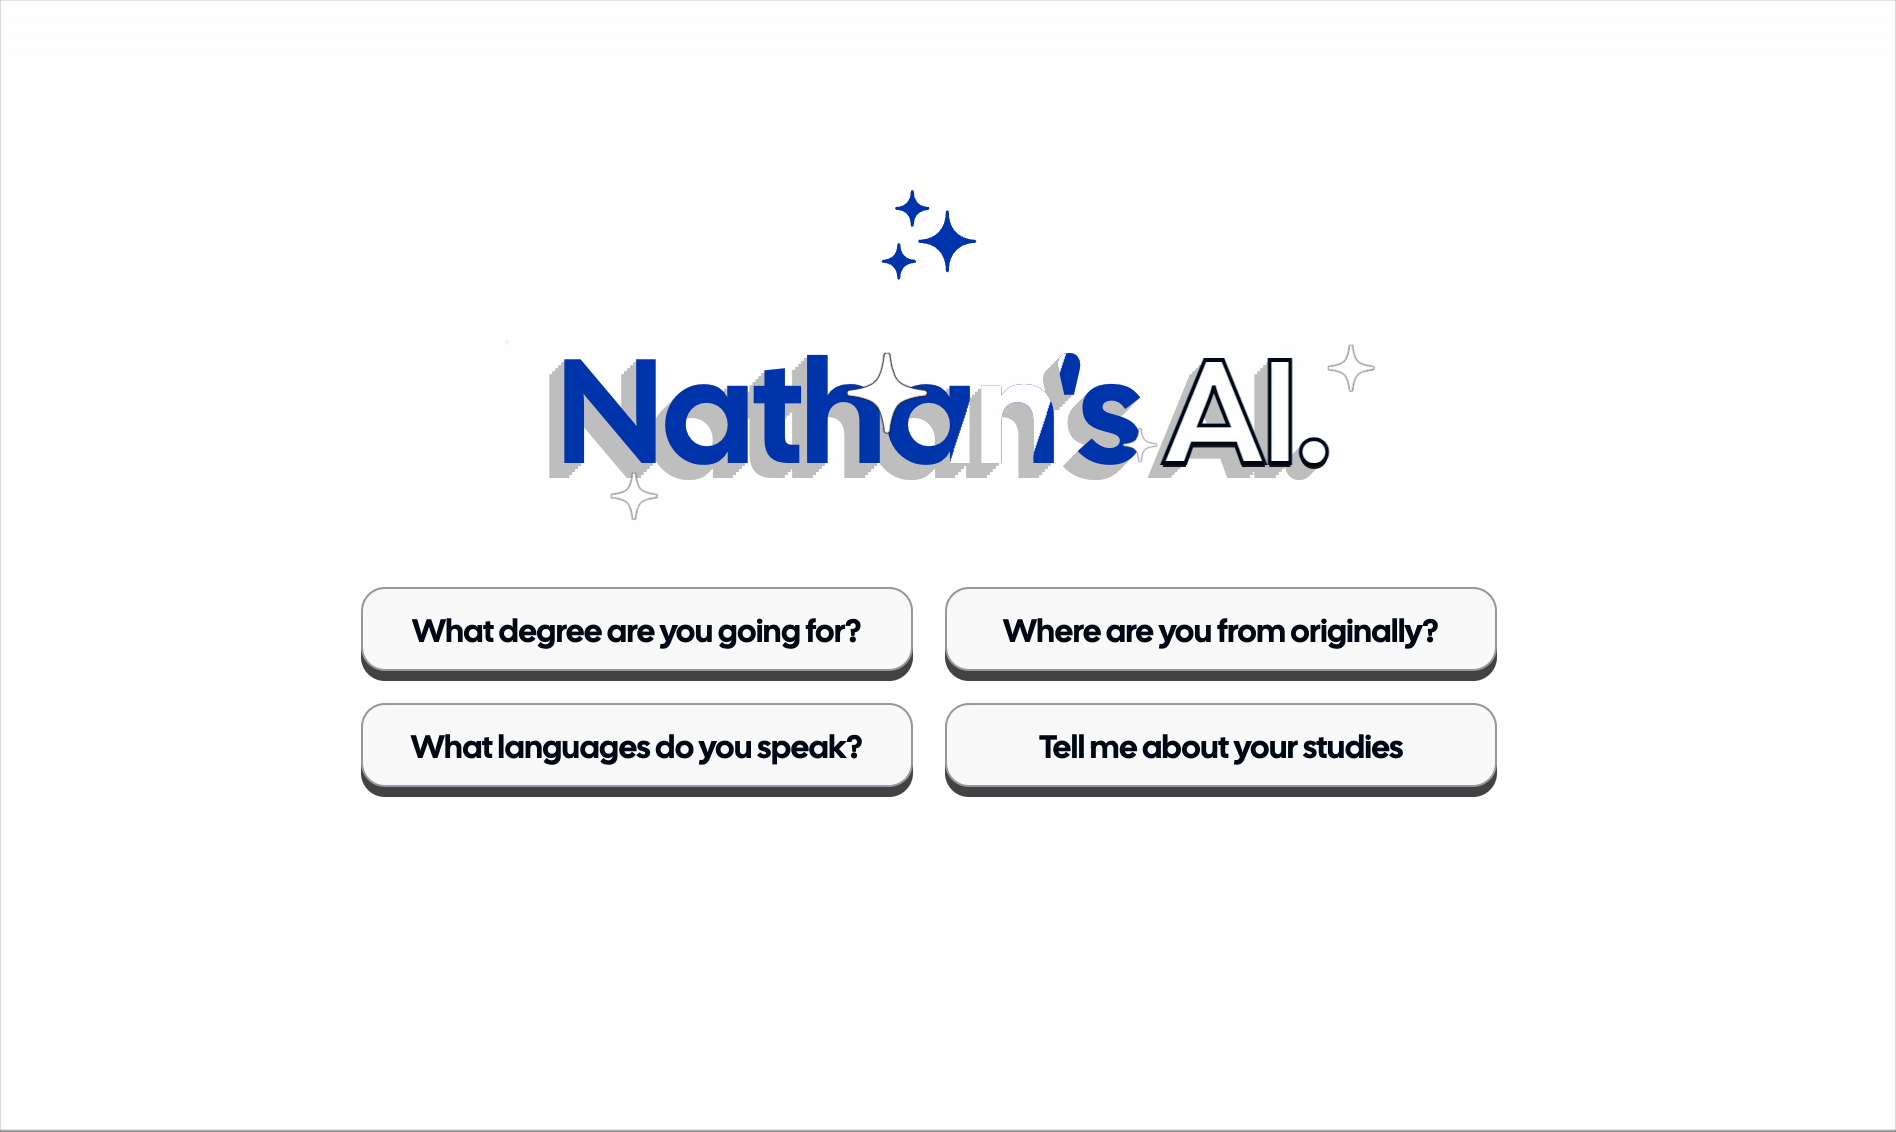 Nathan's AI.
What degree are you going for?
Where are you from originally?
What languages do you speak?
Tell me about your studies